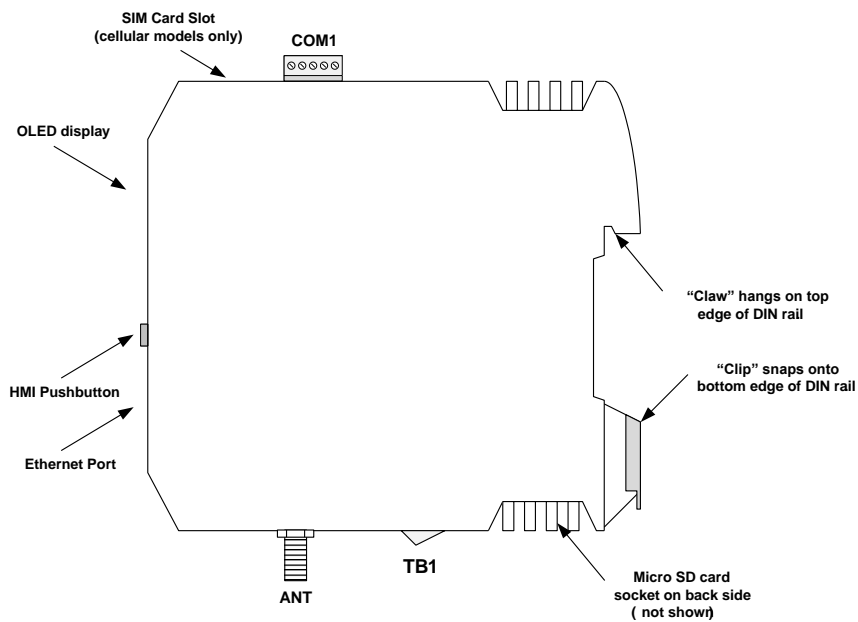 SIM Card Slot
(cellular models only)
COM1
OLED display
“Claw” hangs on top
edge of DIN rail
“Clip” snaps onto
bottom edge of DIN rail
HMI Pushbutton
Ethernet Port
TB1
ANT
Micro SD card
socket on back side
( not shown)